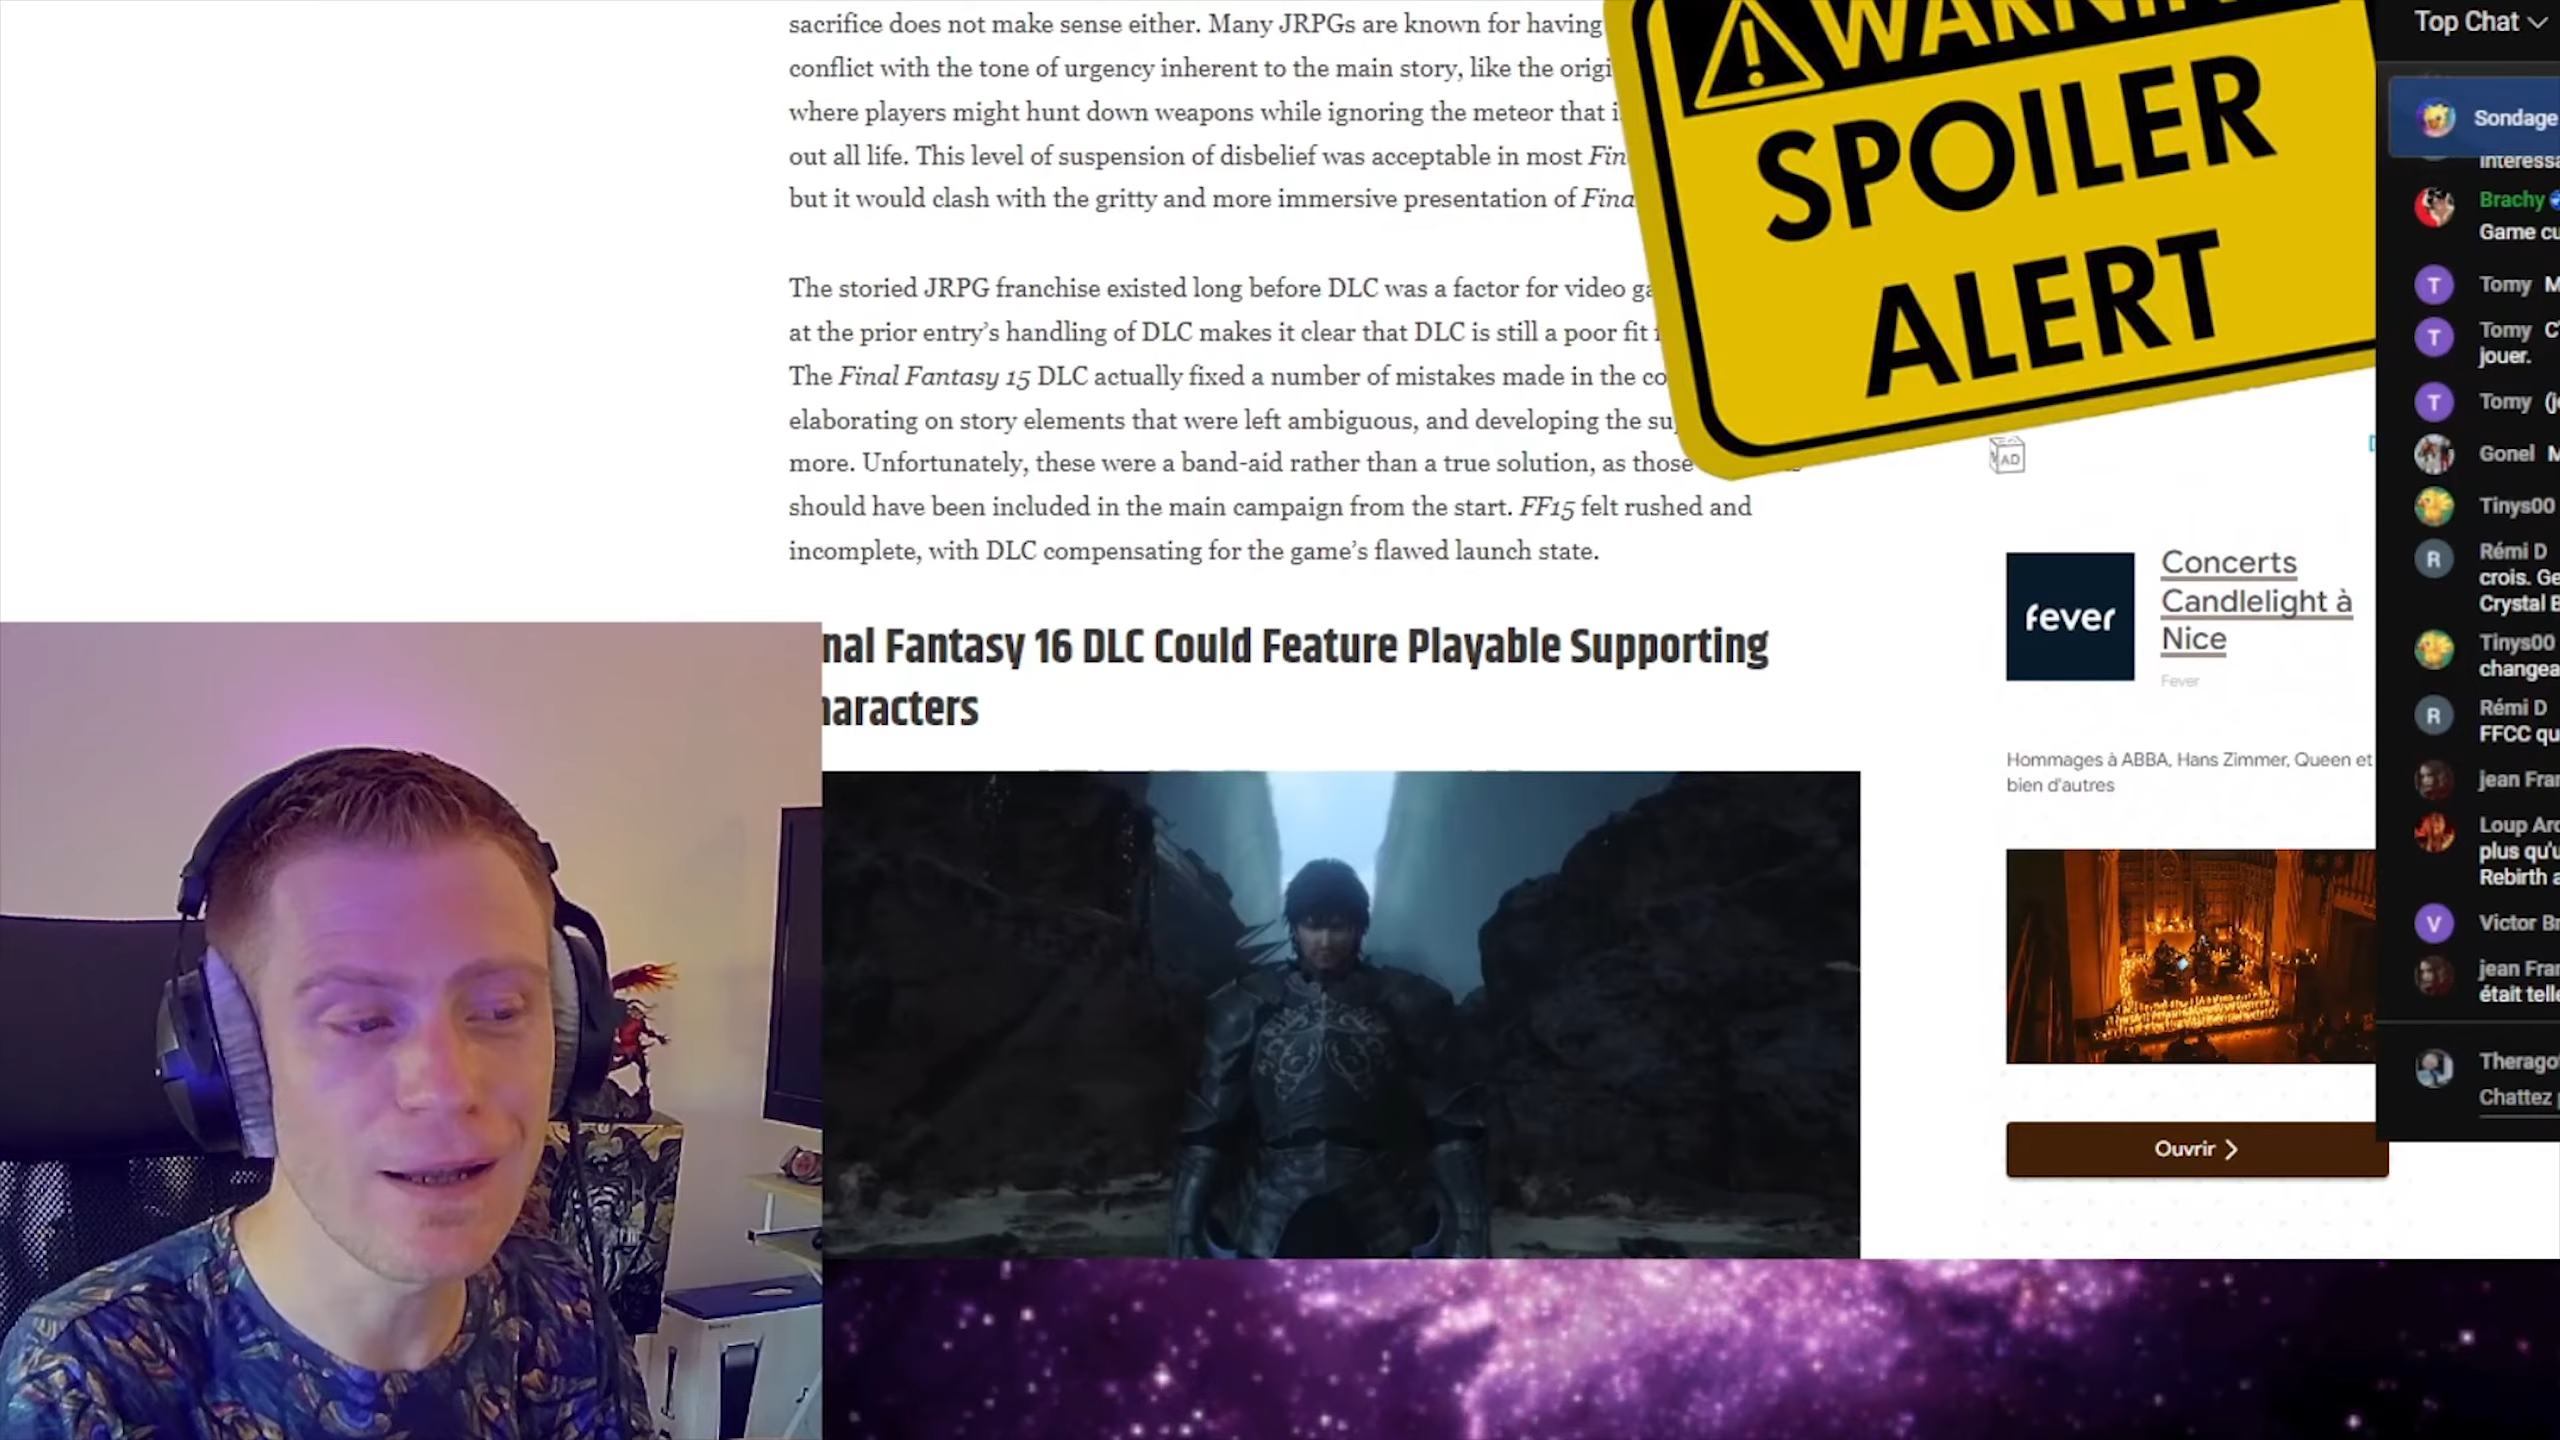 sacrifice does not make sense either. Many JRPGs are known for having
conflict with the tone of urgency inherent to the main story, like the origi
where players might hunt down weapons while ignoring the meteor that i
out all life. This level of suspension of disbelief was acceptable in most Fin
but it would clash with the gritty and more immersive presentation of Fina
The storied JRPG franchise existed long before DLC was a factor for video ga
at the prior entry's handling of DLC makes it clear that DLC is still a poor fit
The Final Fantasy 15 DLC actually fixed a number of mistakes made in the co
elaborating on story elements that were left ambiguous, and developing the su
more. Unfortunately, these were a band-aid rather than a true solution, as those
should have been included in the main campaign from the start. FF15 felt rushed and
incomplete, with DLC compensating for the game's flawed launch state.
nal Fantasy 16 DLC Could Feature Playable Supporting
haracters
WARNIN
SPOILER
ALERT
AD
fever
Concerts
Candlelight à
Nice
Fever
Hommages à ABBA, Hans Zimmer, Queen et
bien d'autres
Ouvrir
Top Chat
Sondage
interessa
Brachy
Game cu
T
Tomy M
T
Tomy C'
jouer.
T
Tomy (j
Gonel M
Tinys00
R
Rémi D
crois. Ge
Crystal B
Tinys00
changea
R
Rémi D
FFCC qu
jean Fran
Loup Arc
plus qu'u
Rebirth a
V
Victor Br
jean Fran
était telle
Therago
Chattez p